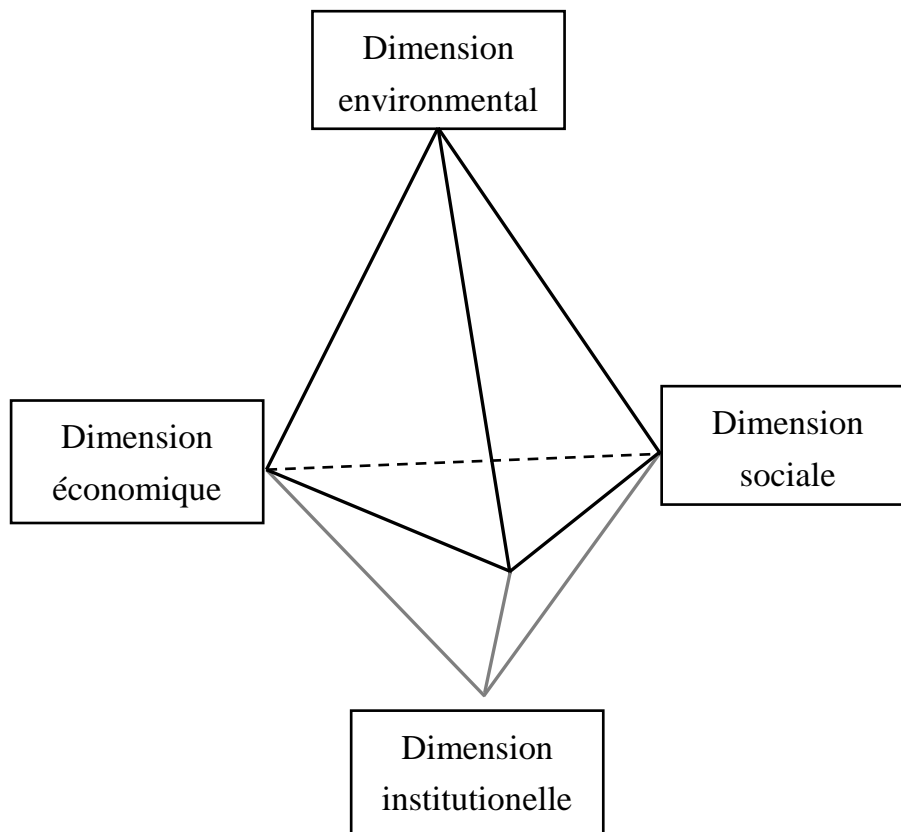 Dimension
environmental
Dimension
économique
Dimension
sociale
Dimension
institutionelle